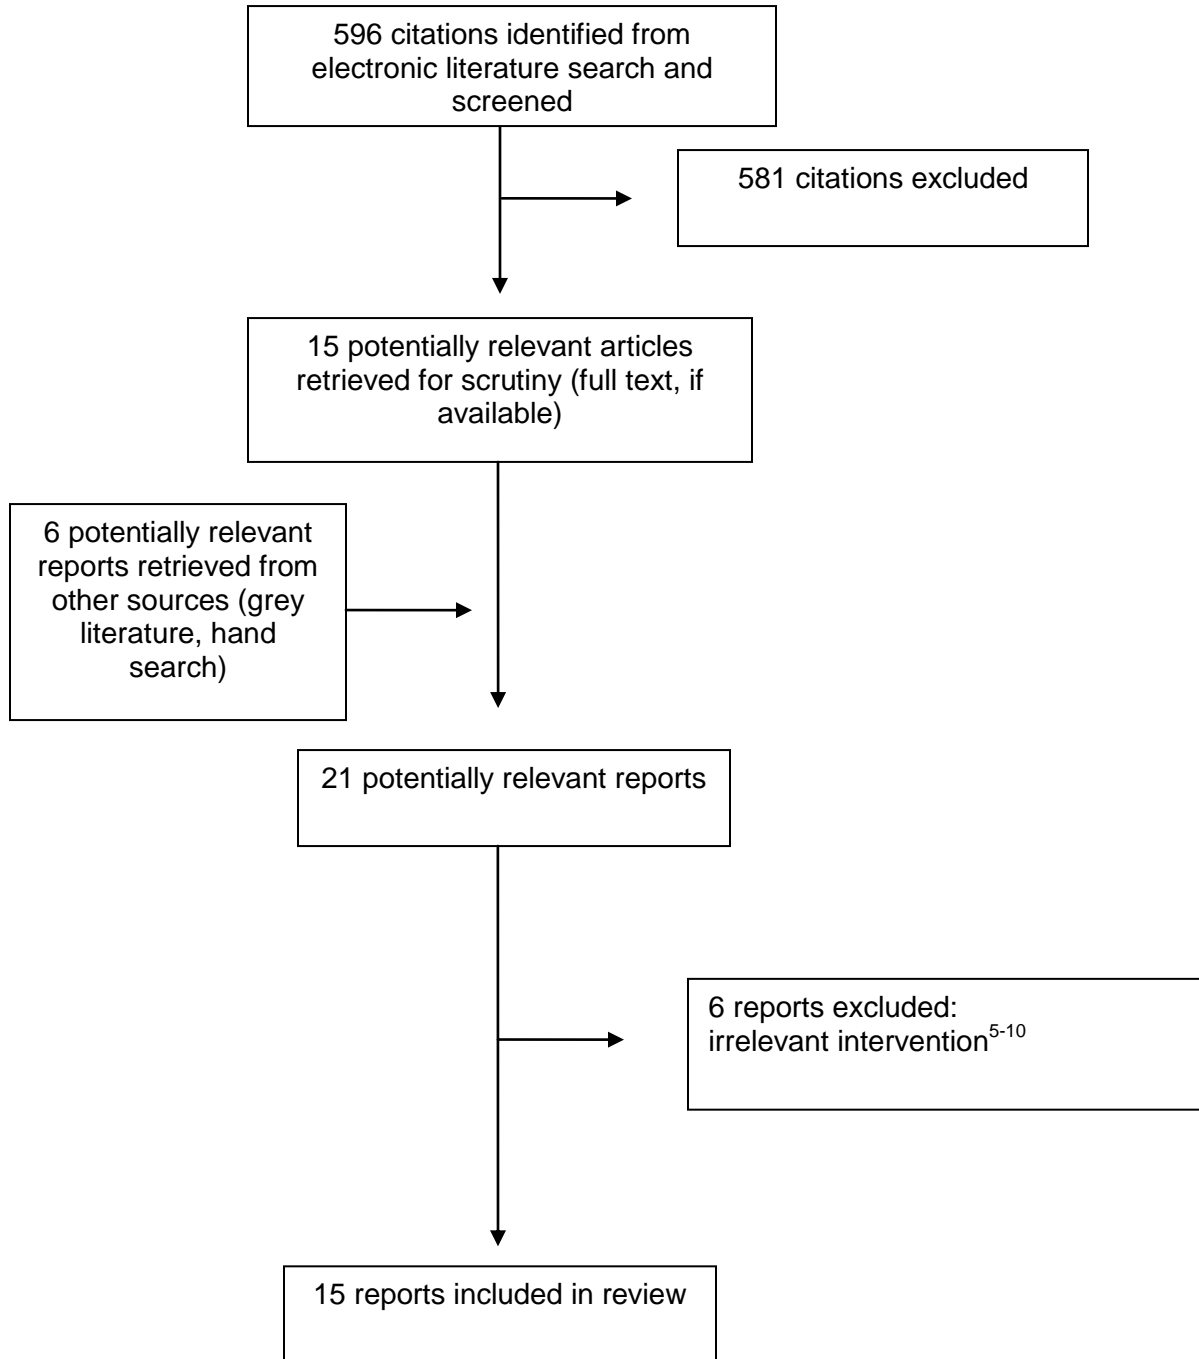 596 citations identified from
electronic literature search and
screened
581 citations excluded
15 potentially relevant articles
retrieved for scrutiny (full text, if
available)
6 potentially relevant
reports retrieved from
other sources (grey
literature, hand
search)
21 potentially relevant reports
6 reports excluded:
irrelevant intervention5-10
15 reports included in review